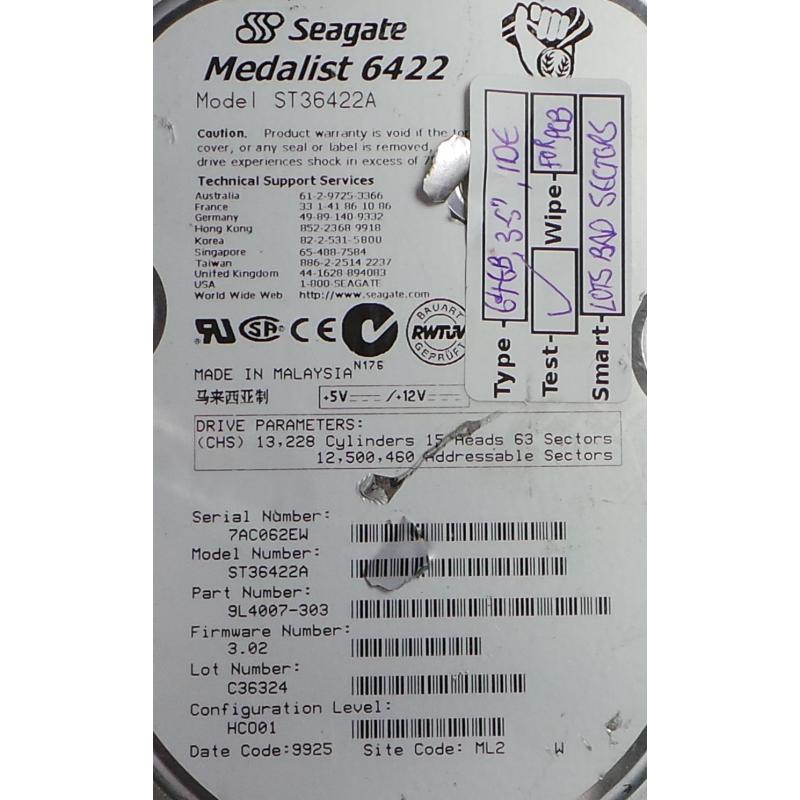 Seagate
Medalist 6422
Model ST36422A
Caution. Product warranty is void if the
cover, or any seal or label is removed,
drive experiences shock in excess of
Technical Support Services
Australia 61-2-9725-3366
France 33 1-41 86 10 86
Germany 49-89-140-9332
Hong Kong 852-2368 9918
Korea 82-2-531-5800
Singapore 65-488-7584
Taiwan 886-2-2514 2237
United Kingdom 44-1628-894083
USA 1-800-SEAGATE
World Wide Web http://www.seagate.com
SP CE
N176
BAUART
RWTÜV
GEPRÜFT
MADE IN MALAYSIA
马来西亚制
+5V /+12V
DRIVE PARAMETERS:
(CHS) 13,228 Cylinders 15 Heads 63 Sectors
12,500,460 Addressable Sectors
Serial Number:
7AC062EW
Model Number:
ST36422A
Part Number:
9L4007-303
Firmware Number:
3.02
Lot Number:
C36324
Configuration Level:
HC001
Date Code:9925 Site Code: ML2 W
Type - 6.4GB, 3.5", IDE
Test- ✓ Wipe- FOR PCB
Smart- LOTS BAD SECTORS